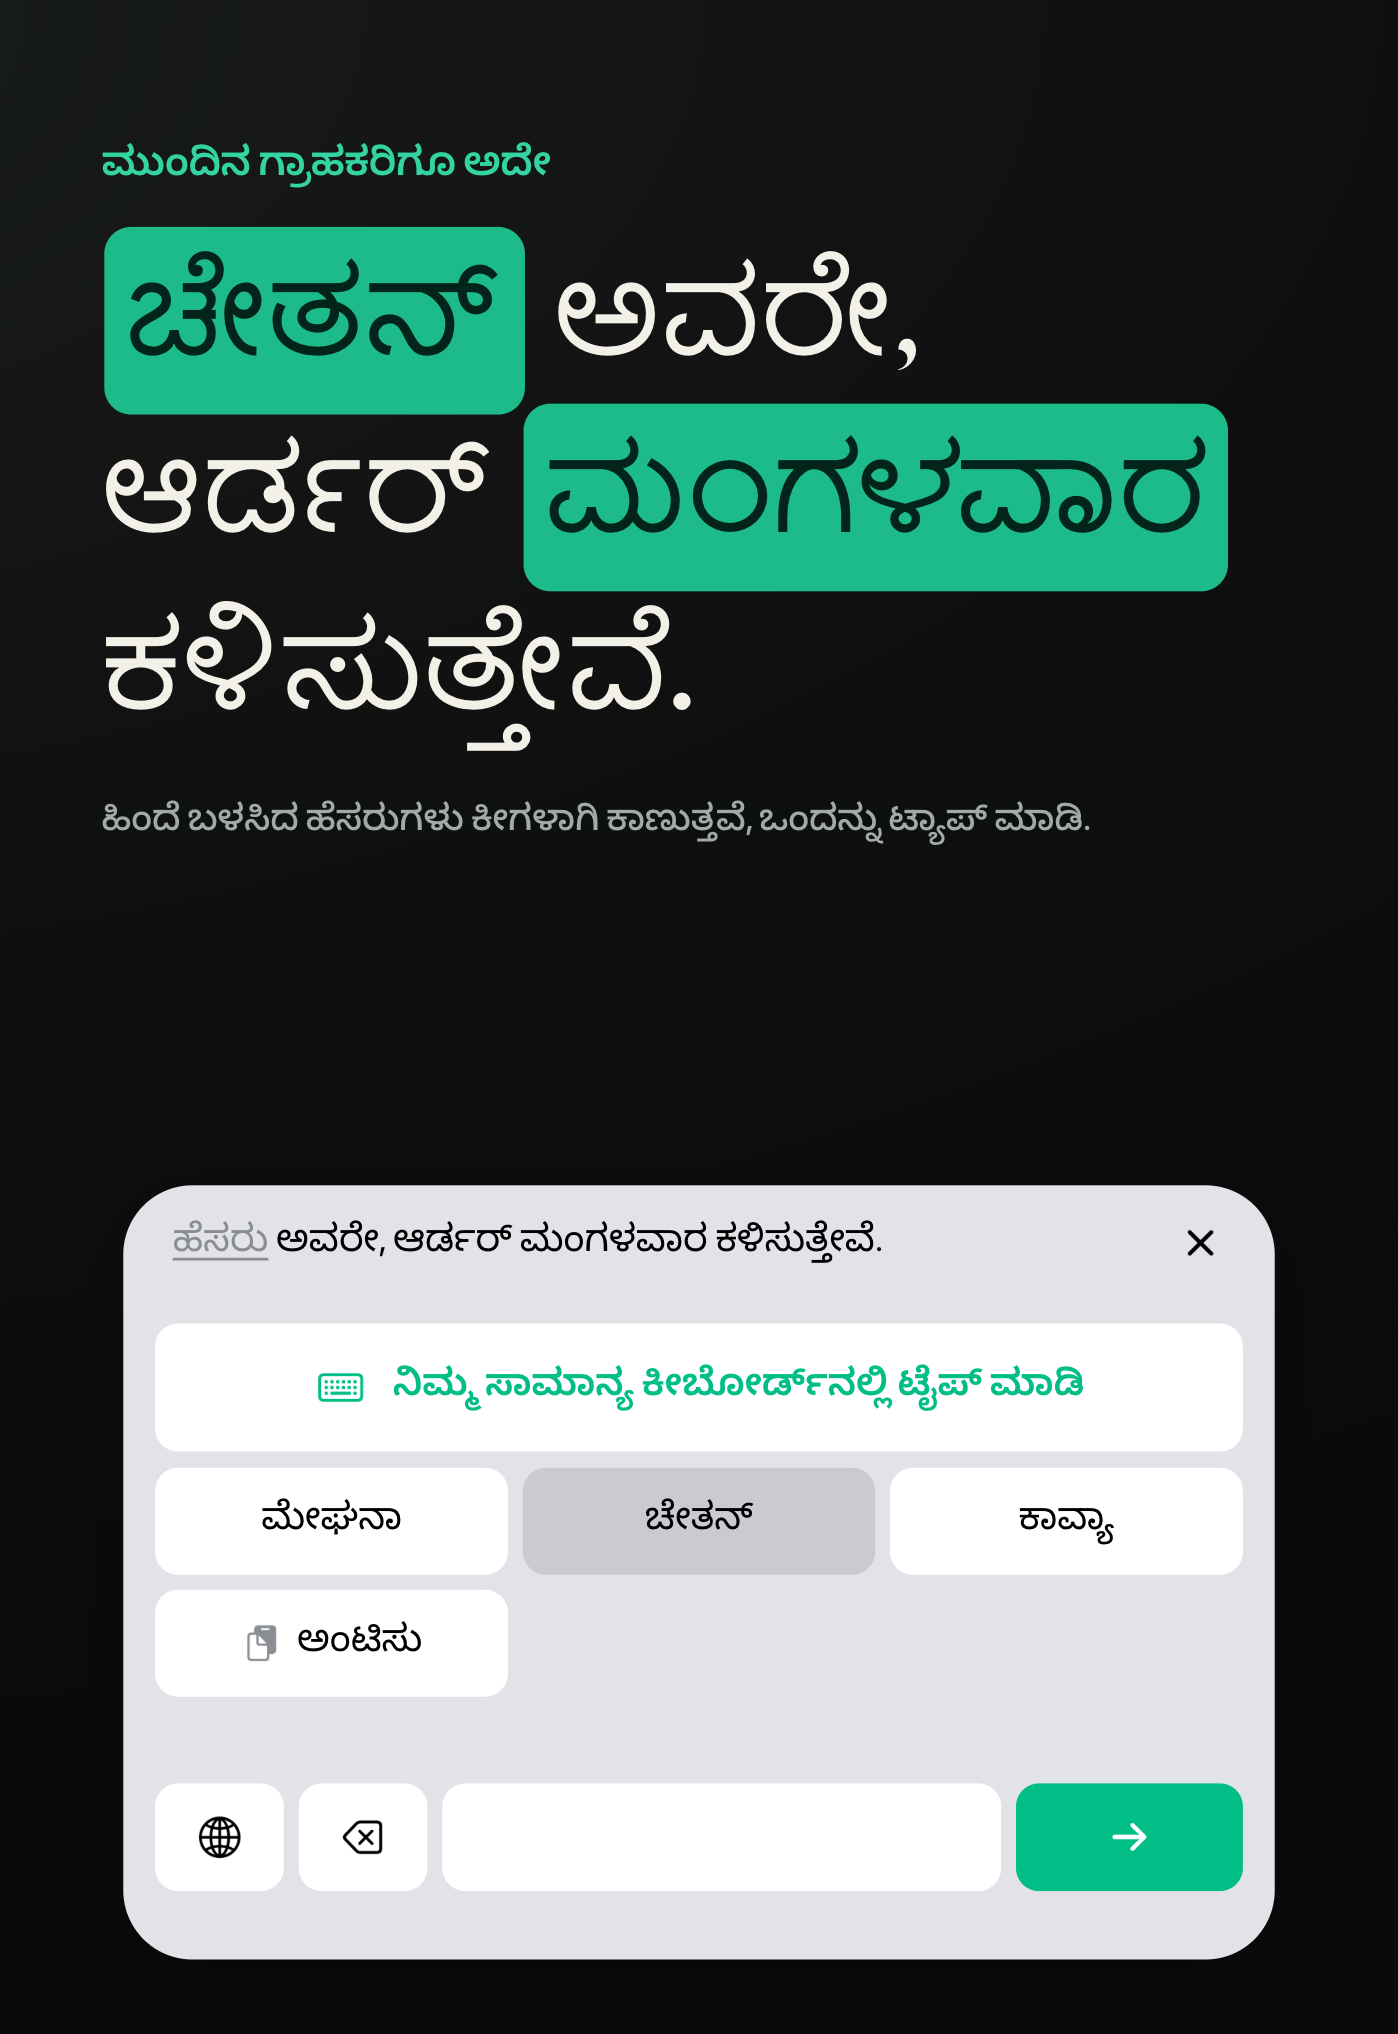 ಮುಂದಿನ ಗ್ರಾಹಕರಿಗೂ ಅದೇ
ಚೇತನ್ ಅವರೇ,
ಆರ್ಡರ್ ಮಂಗಳವಾರ
ಕಳಿಸುತ್ತೇವೆ.
ಹಿಂದೆ ಬಳಸಿದ ಹೆಸರುಗಳು ಕೀಗಳಾಗಿ ಕಾಣುತ್ತವೆ, ಒಂದನ್ನು ಟ್ಯಾಪ್ ಮಾಡಿ.
ಹೆಸರು ಅವರೇ, ಆರ್ಡರ್ ಮಂಗಳವಾರ ಕಳಿಸುತ್ತೇವೆ.
ನಿಮ್ಮ ಸಾಮಾನ್ಯ ಕೀಬೋರ್ಡ್‌ನಲ್ಲಿ ಟೈಪ್ ಮಾಡಿ
ಮೇಘನಾ ಚೇತನ್ ಕಾವ್ಯಾ
ಅಂಟಿಸು